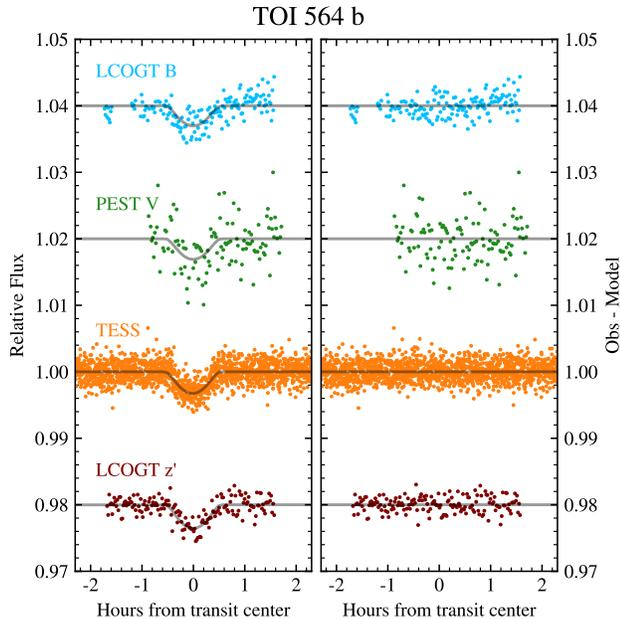 TOI 564 b
1.05
1.04
1.03
1.02
1.01
1.00
0.99
0.98
0.97
Relative Flux
LCOGT B
PEST V
TESS
LCOGT z'
-2 -1 0 1 2
Hours from transit center
-2 -1 0 1 2
Hours from transit center
0.05
1.04
1.03
1.02
1.01
1.00
0.99
0.98
0.97
Obs - Model